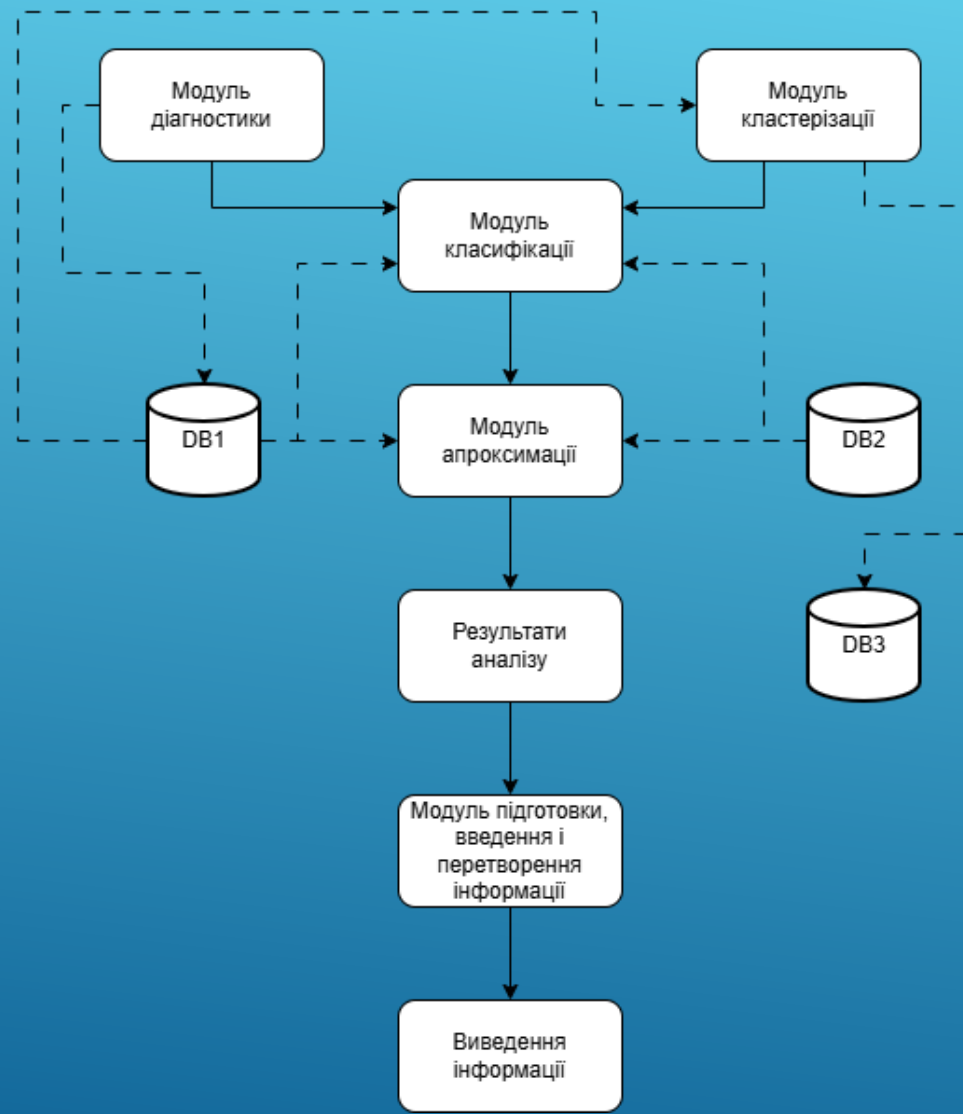 Модуль
діагностики
Модуль
кластерізації
Модуль
класифікації
DB1
Модуль
апроксимації
DB2
Результати
аналізу
DB3
Модуль підготовки,
введення і
перетворення
інформації
Виведення
інформації